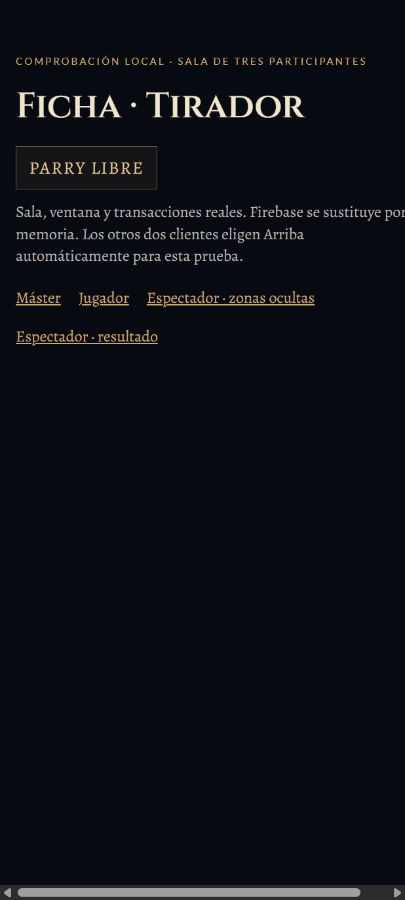 COMPROBACIÓN LOCAL · SALA DE TRES PARTICIPANTES
Ficha · Tirador
PARRY LIBRE
Sala, ventana y transacciones reales. Firebase se sustituye por
memoria. Los otros dos clientes eligen Arriba
automáticamente para esta prueba.
Máster Jugador Espectador · zonas ocultas
Espectador · resultado